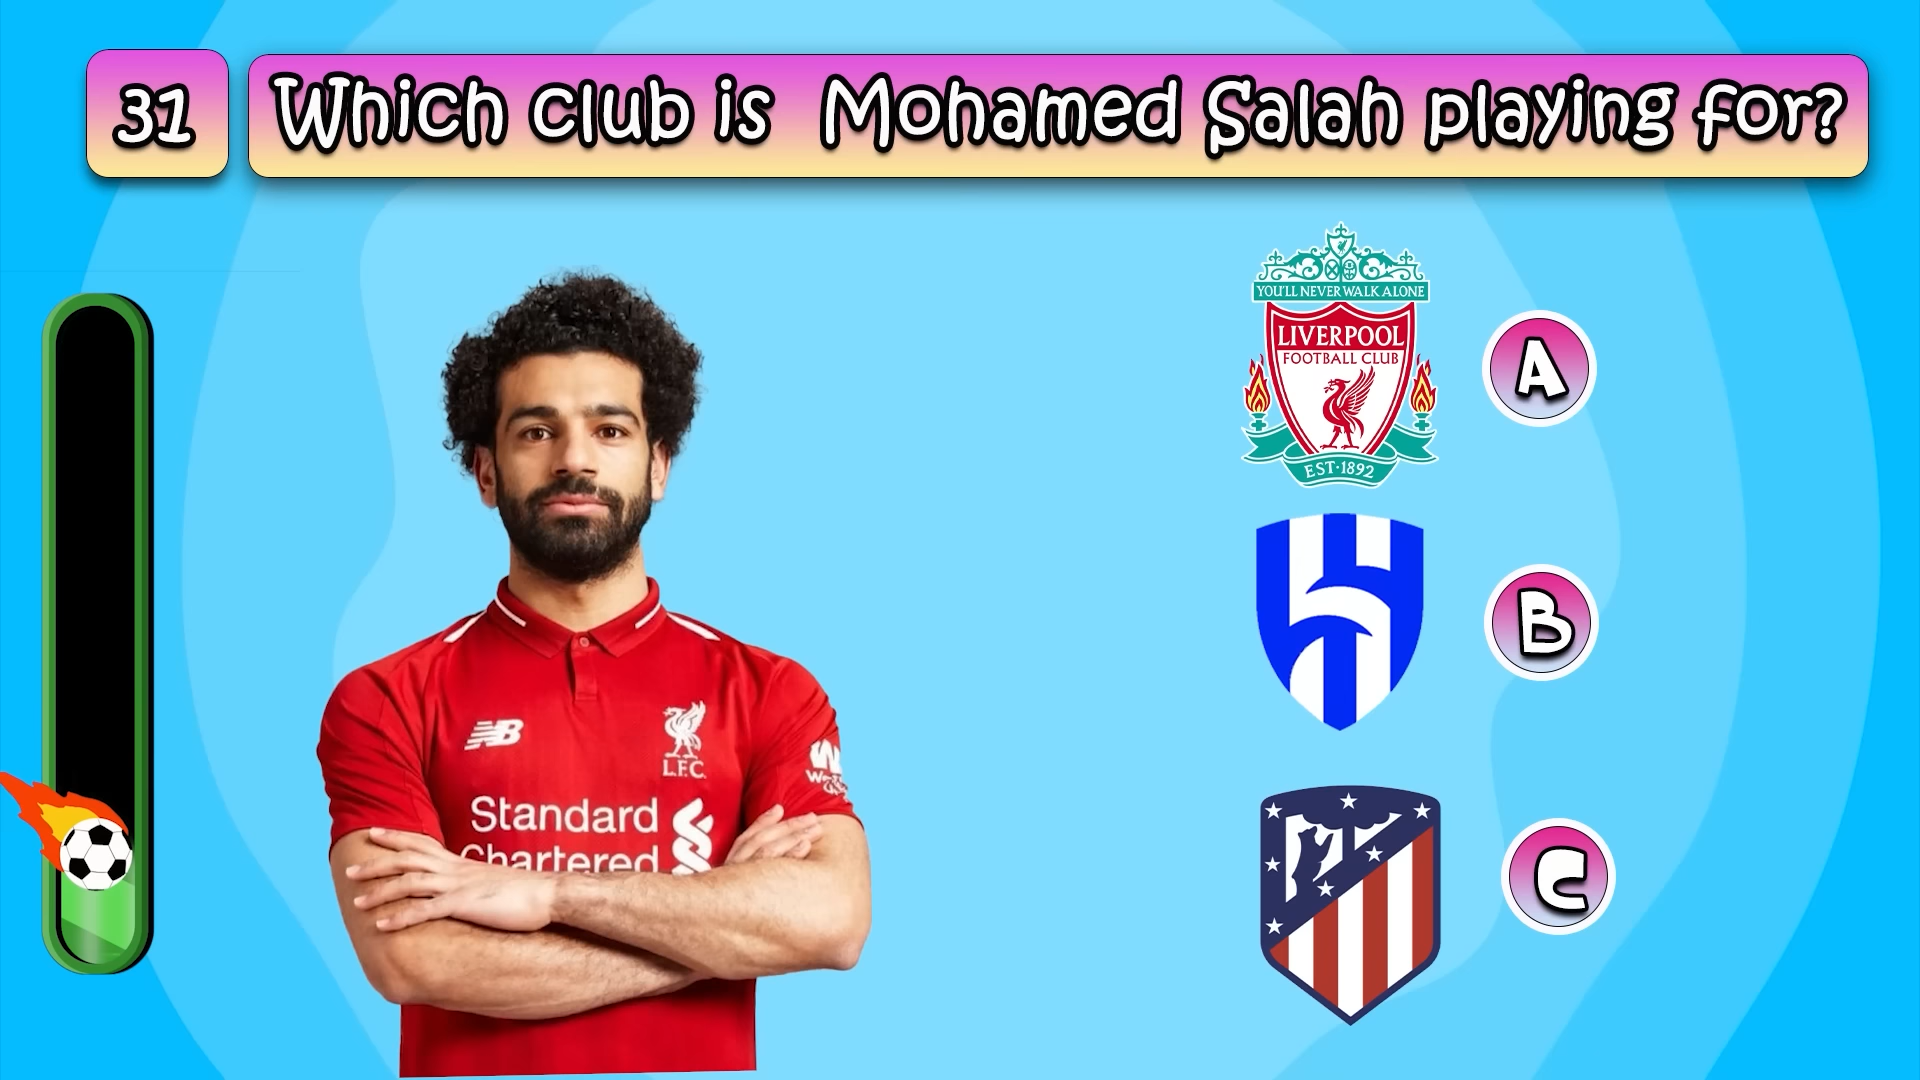 31
Which club is Mohamed Salah playing for?
YOU'LL NEVER WALK ALONE
LIVERPOOL
FOOTBALL CLUB
EST·1892
A
B
C
NB
L.F.C.
Standard
Chartered